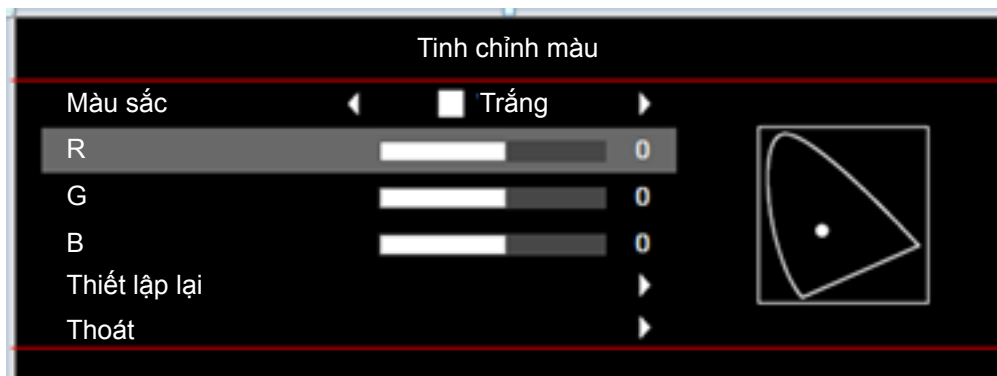 Tinh chỉnh màu
Màu sắc Trắng
R 0
G 0
B 0
Thiết lập lại
Thoát